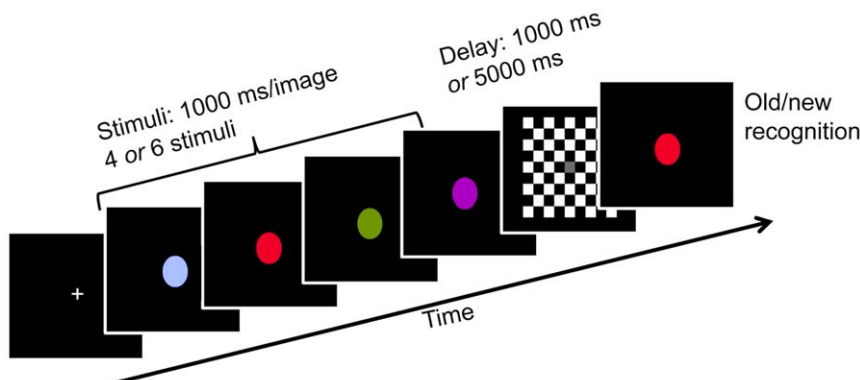 Stimuli: 1000 ms/image
4 or 6 stimuli
Delay: 1000 ms
or 5000 ms
Old/new
recognition
Time